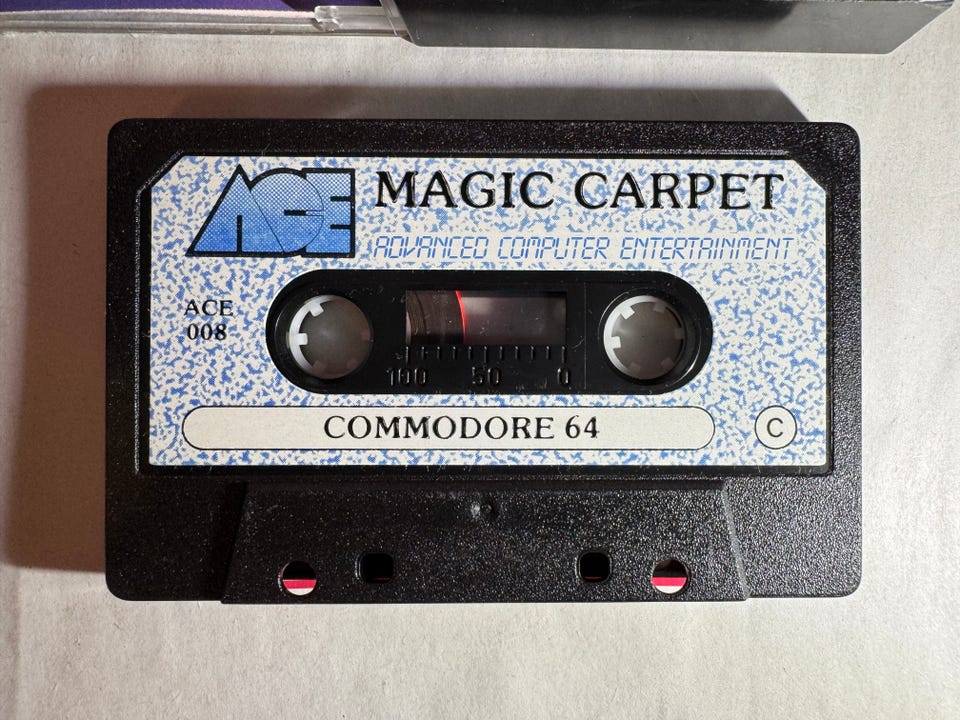 ACE
MAGIC CARPET
ADVANCED COMPUTER ENTERTAINMENT
ACE
008
100 50 0
COMMODORE 64
C